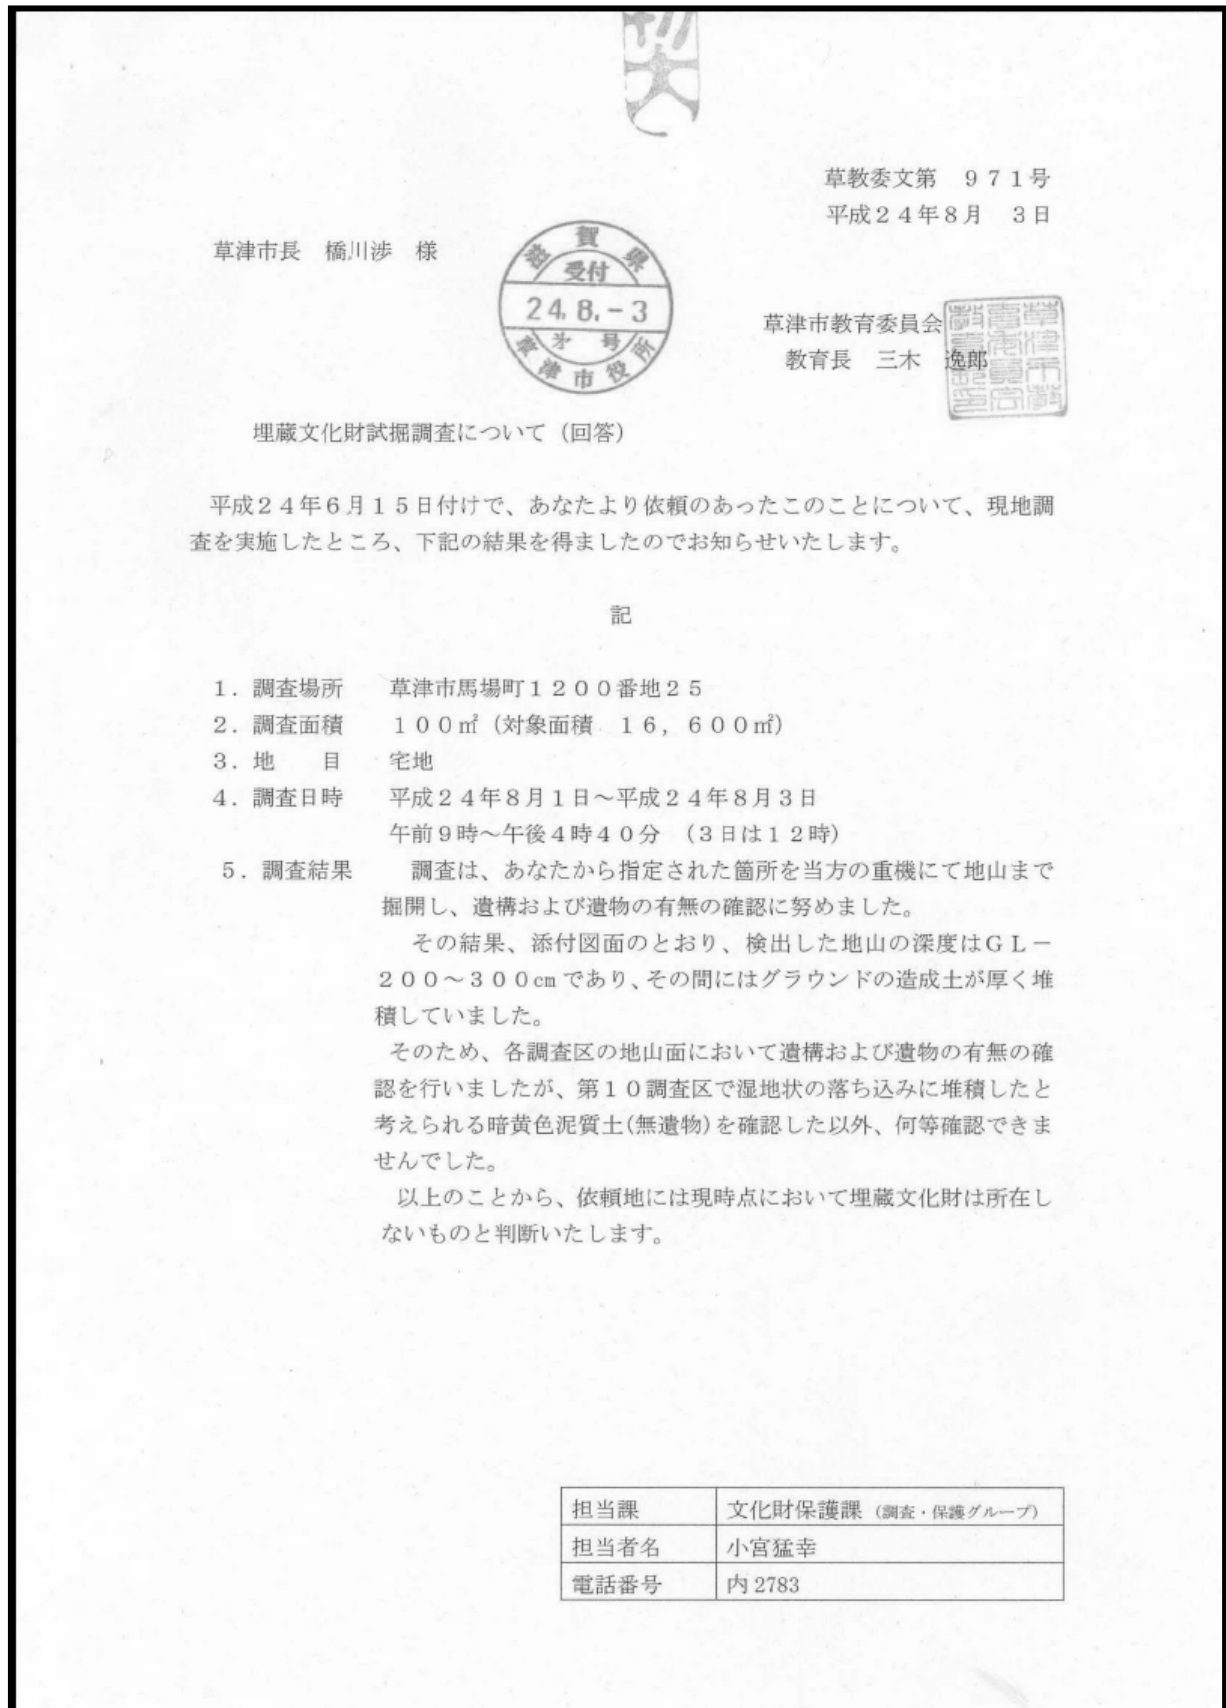 草教委文第 971号
平成24年8月 3日
草津市長 橋川渉 様
滋賀県
受付
24.8.-3
号
草津市役所
草津市教育委員会
教育長 三木 逸郎
埋蔵文化財試掘調査について(回答)
平成24年6月15日付けで、あなたより依頼のあったこのことについて、現地調
査を実施したところ、下記の結果を得ましたのでお知らせいたします。
記
1.調査場所 草津市馬場町1200番地25
2.調査面積 100㎡(対象面積 16,600㎡)
3.地 目 宅地
4.調査日時 平成24年8月1日~平成24年8月3日
午前9時~午後4時40分 (3日は12時)
5.調査結果 調査は、あなたから指定された箇所を当方の重機にて地山まで
掘開し、遺構および遺物の有無の確認に努めました。
その結果、添付図面のとおり、検出した地山の深度はGL-
200~300㎝であり、その間にはグラウンドの造成土が厚く堆
積していました。
そのため、各調査区の地山面において遺構および遺物の有無の確
認を行いましたが、第10調査区で湿地状の落ち込みに堆積したと
考えられる暗黄色泥質土(無遺物)を確認した以外、何等確認できま
せんでした。
以上のことから、依頼地には現時点において埋蔵文化財は所在し
ないものと判断いたします。
担当課 文化財保護課 (調査・保護グループ)
担当者名 小宮猛幸
電話番号 内2783